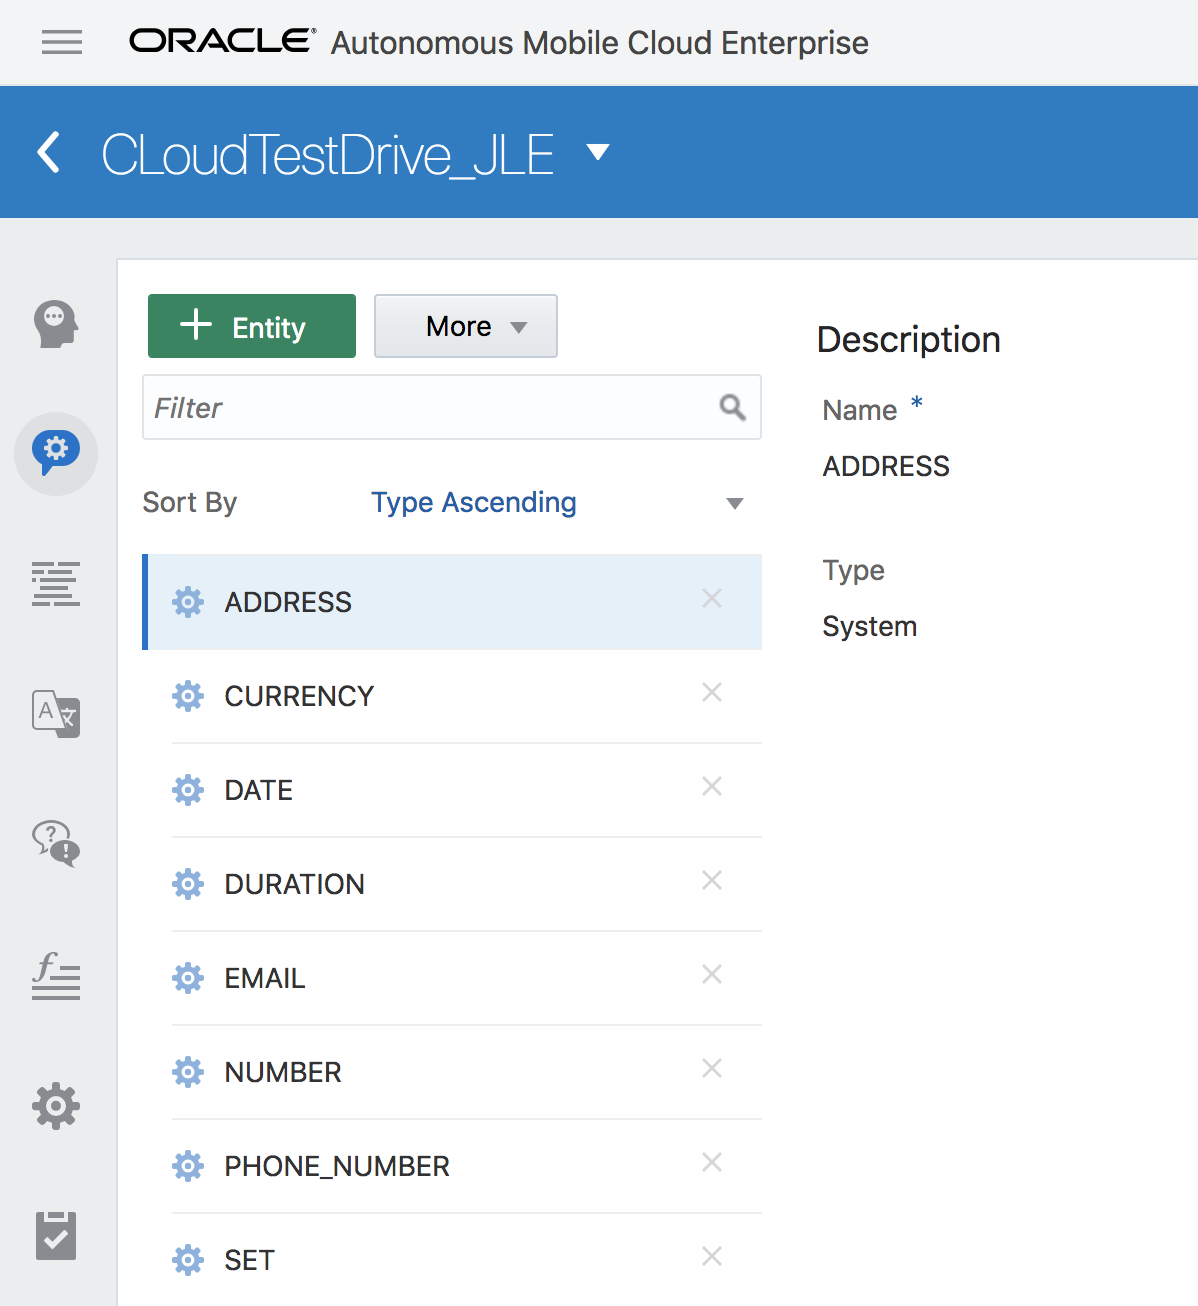 ORACLE® Autonomous Mobile Cloud Enterprise
CLoudTestDrive_JLE
+ Entity
More
Filter
Sort By Type Ascending
ADDRESS
CURRENCY
DATE
DURATION
EMAIL
NUMBER
PHONE_NUMBER
SET
Description
Name *
ADDRESS
Type
System